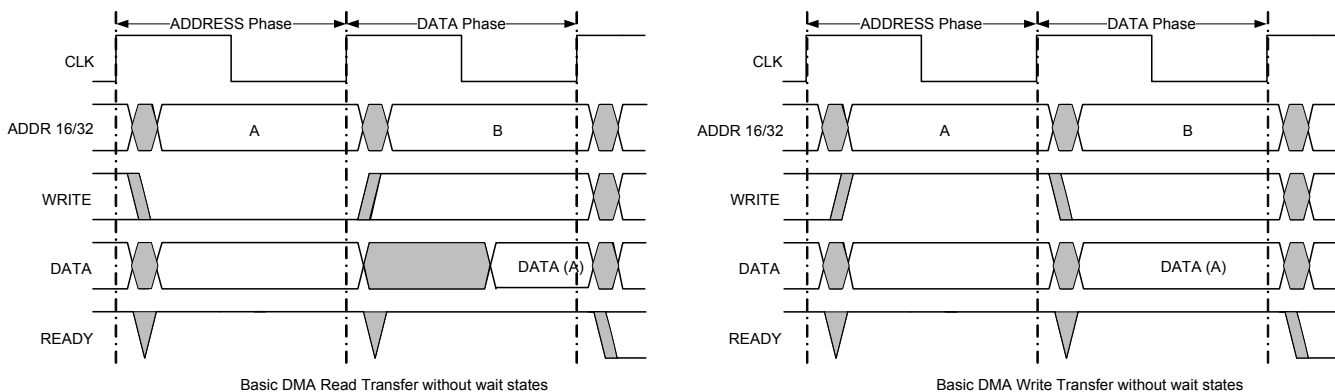 ADDRESS Phase
DATA Phase
CLK
ADDR 16/32
A
B
WRITE
DATA
DATA (A)
READY
Basic DMA Read Transfer without wait states
ADDRESS Phase
DATA Phase
CLK
ADDR 16/32
A
B
WRITE
DATA
DATA (A)
READY
Basic DMA Write Transfer without wait states